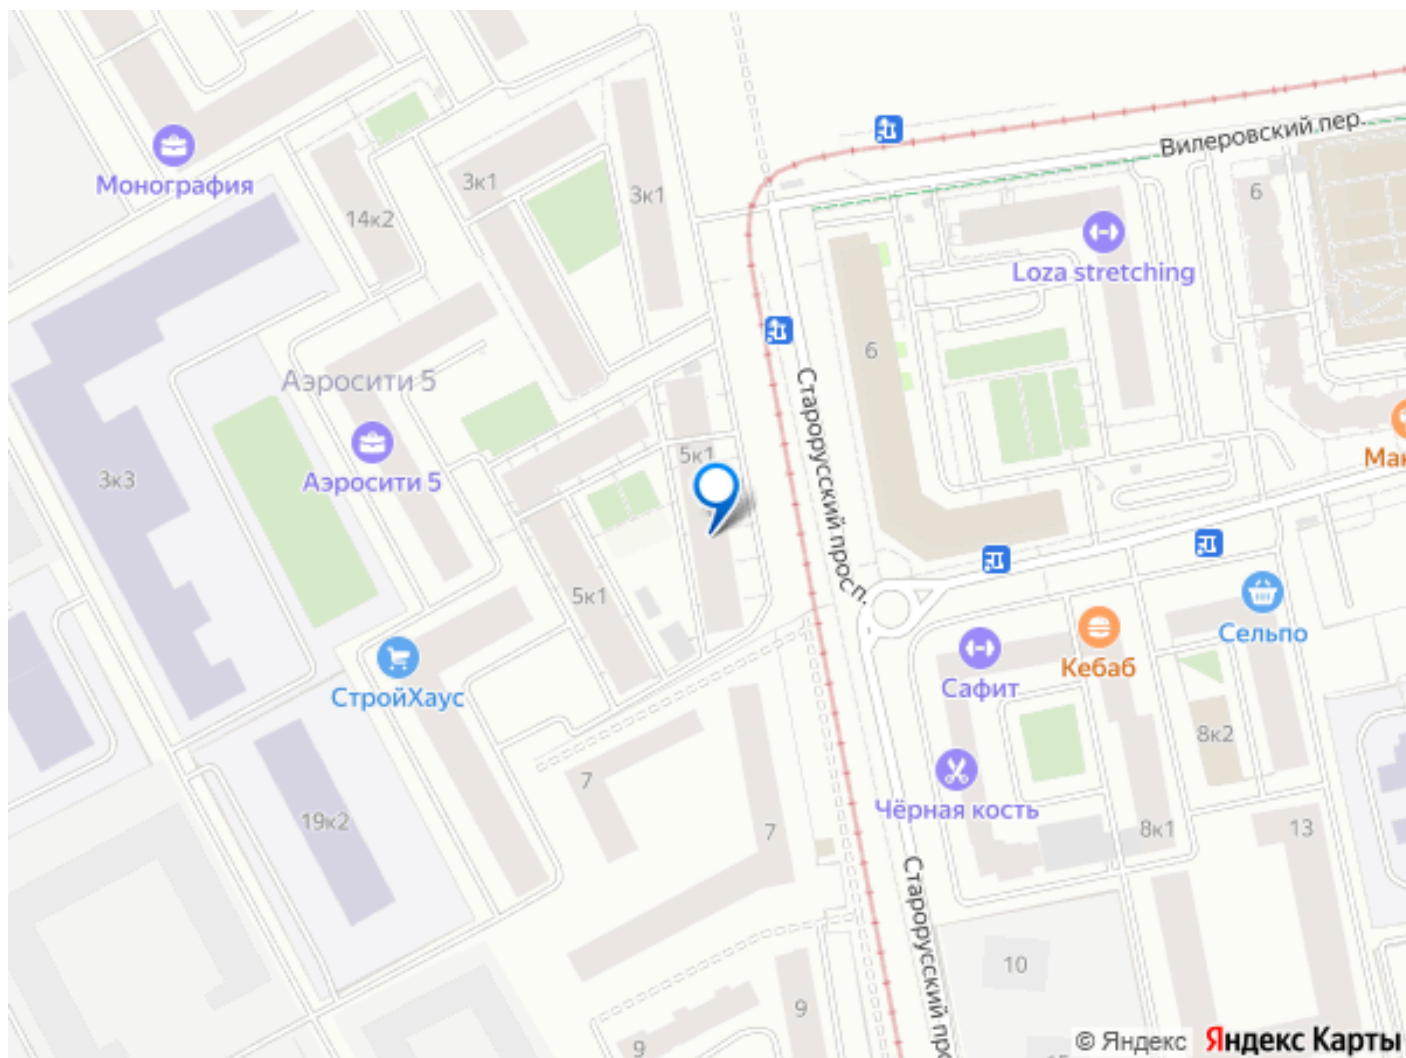 Вилеровский пер.
Монография
14к2
3к1
3к1
6
Loza stretching
6
Аэросити 5
Аэросити 5
3к3
5к1
Старорусский просп.
Мак
5к1
Сельпо
Кебаб
Сафит
СтройХаус
8к2
7
7
19к2
Чёрная кость
8к1
13
Старорусский про
10
9
9
© Яндекс
Яндекс Карты